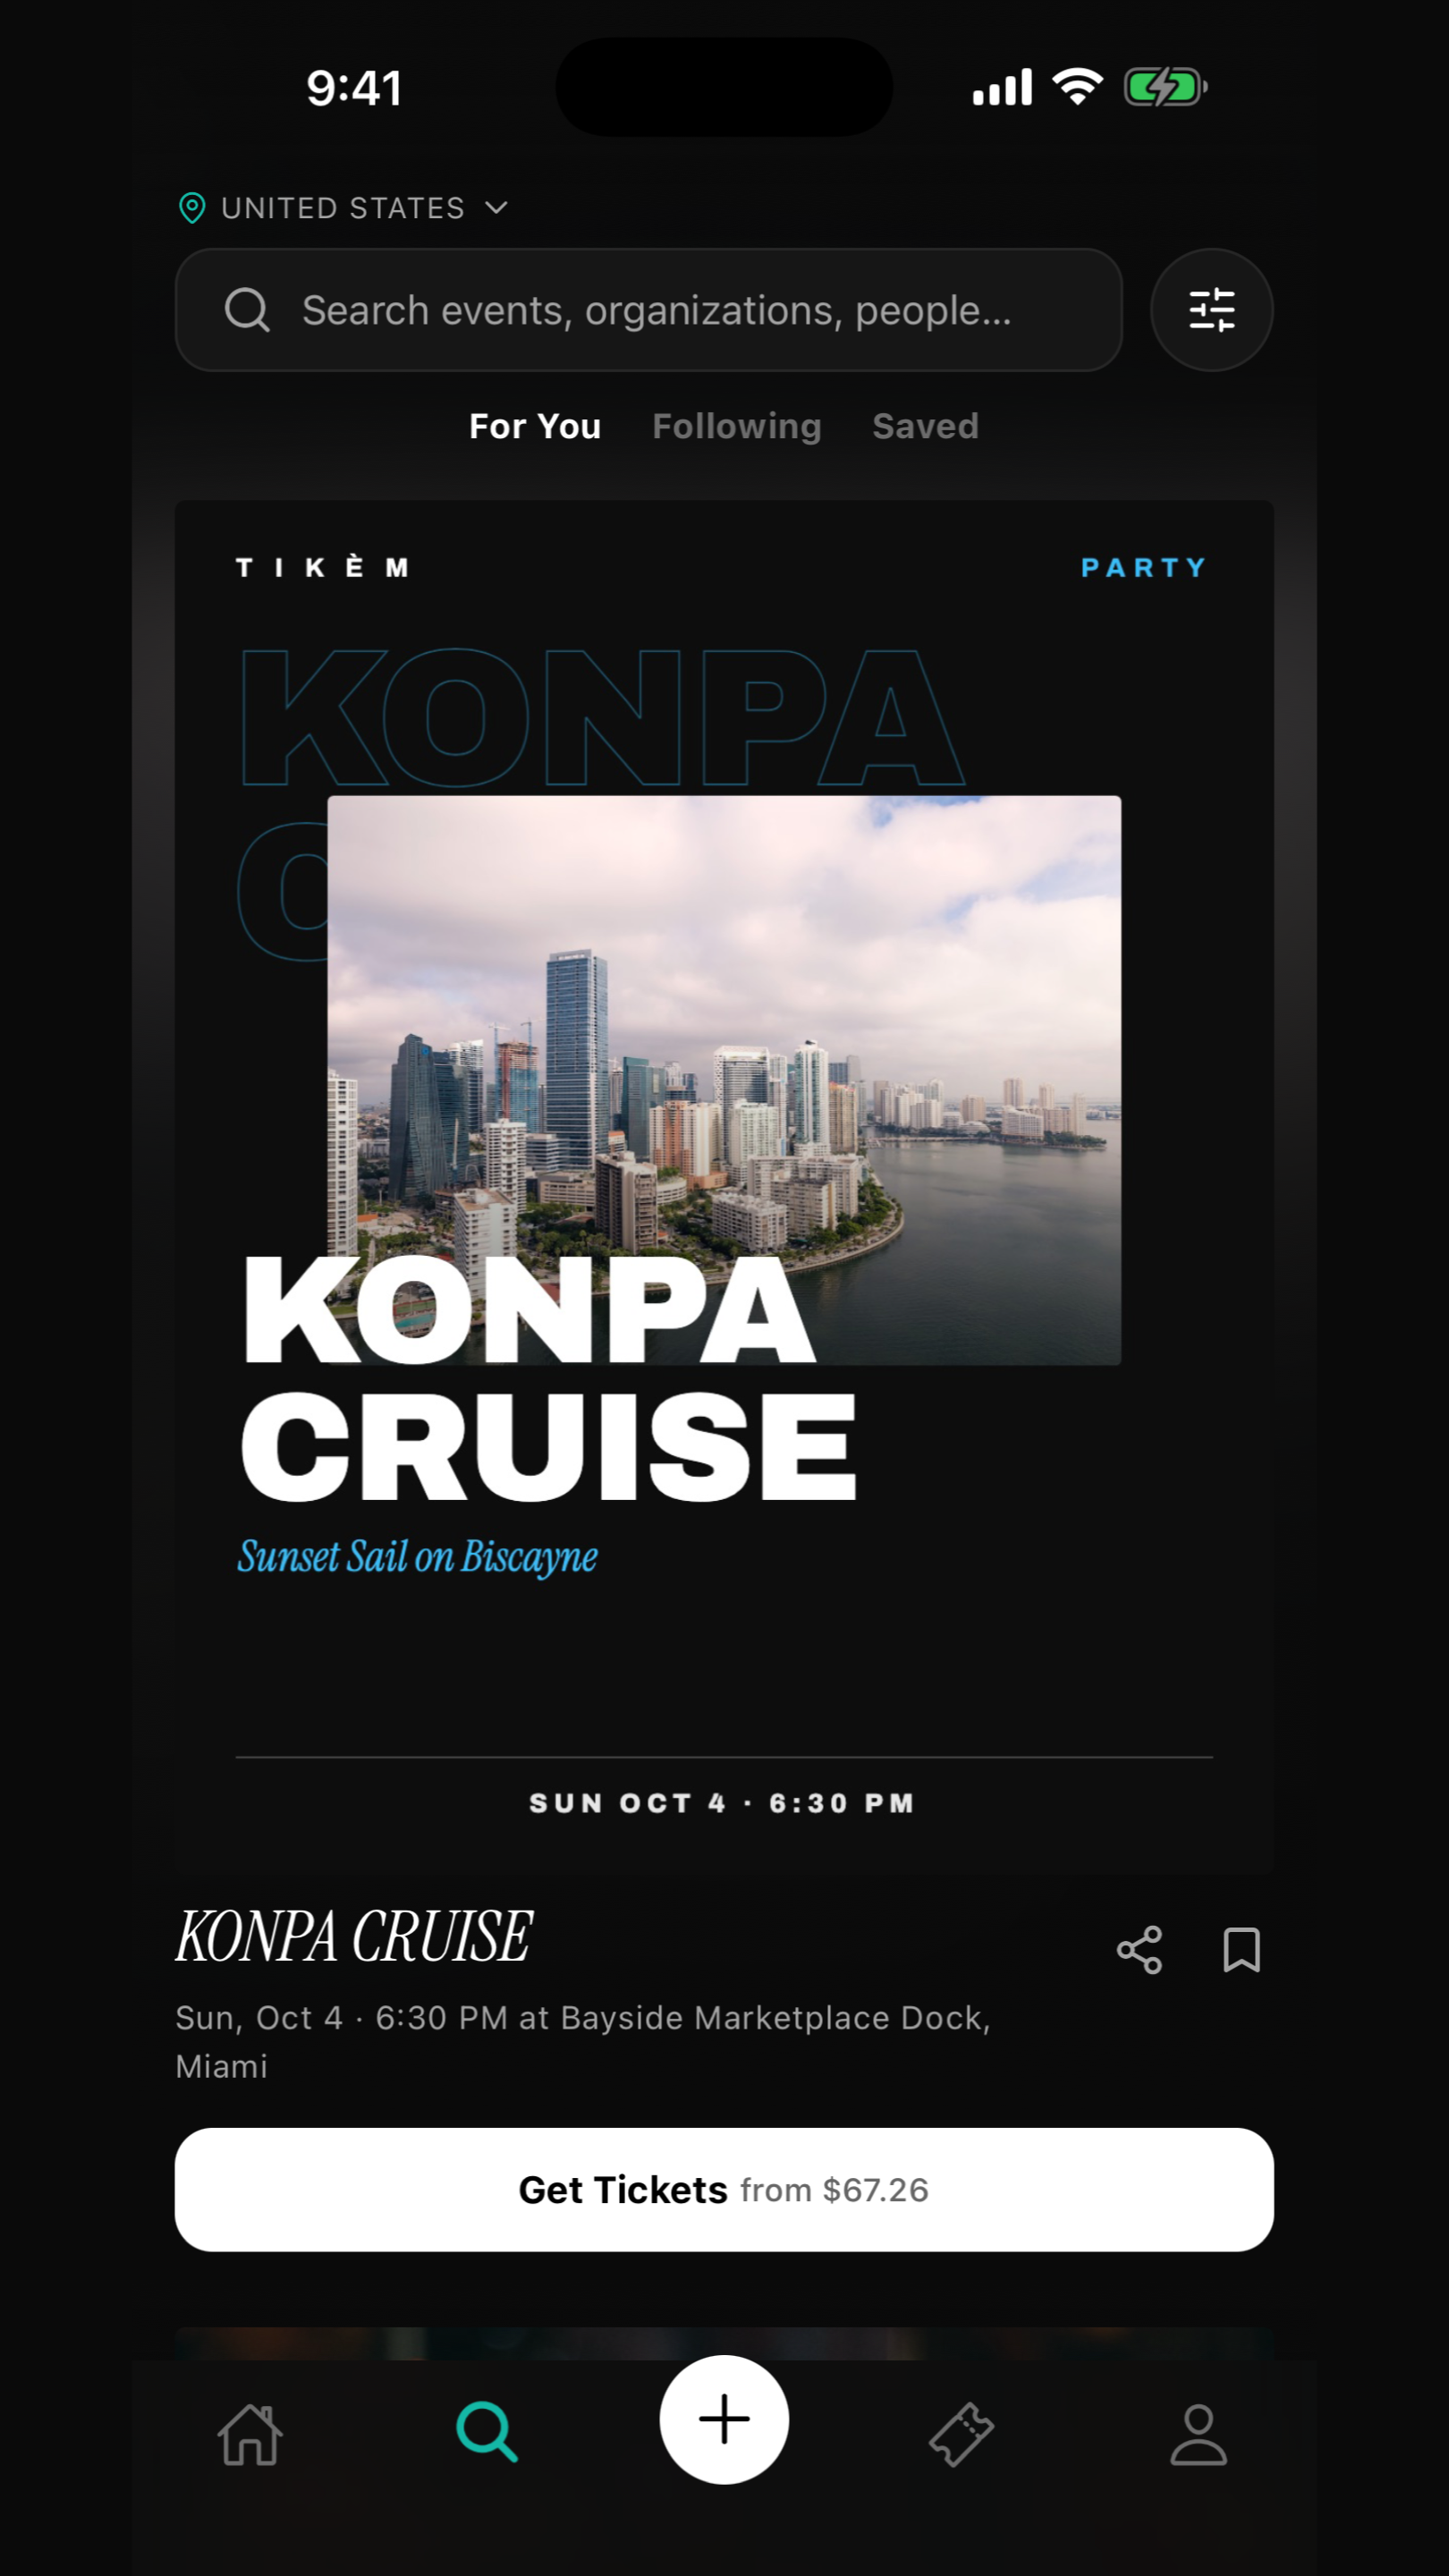 9:41
UNITED STATES
Search events, organizations, people...
For You Following Saved
TIKÈM PARTY
KONPA
C
KONPA
CRUISE
Sunset Sail on Biscayne
SUN OCT 4 · 6:30 PM
KONPA CRUISE
Sun, Oct 4 · 6:30 PM at Bayside Marketplace Dock,
Miami
Get Tickets from $67.26